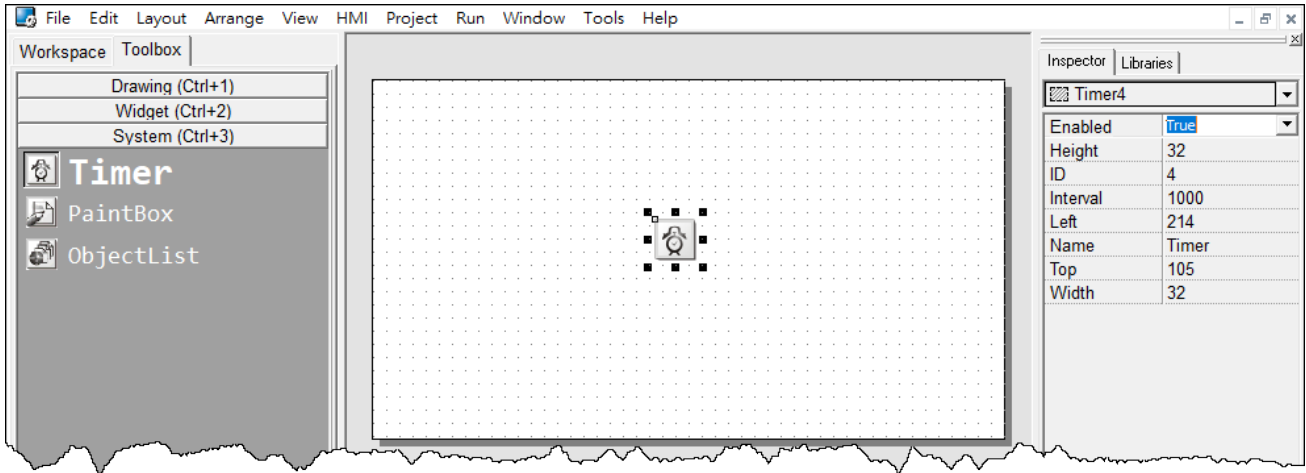 File Edit Layout Arrange View HMI Project Run Window Tools Help
Workspace Toolbox
Drawing (Ctrl+1)
Widget (Ctrl+2)
System (Ctrl+3)
Timer
PaintBox
ObjectList
Inspector Libraries
Timer4
Enabled True
Height 32
ID 4
Interval 1000
Left 214
Name Timer
Top 105
Width 32